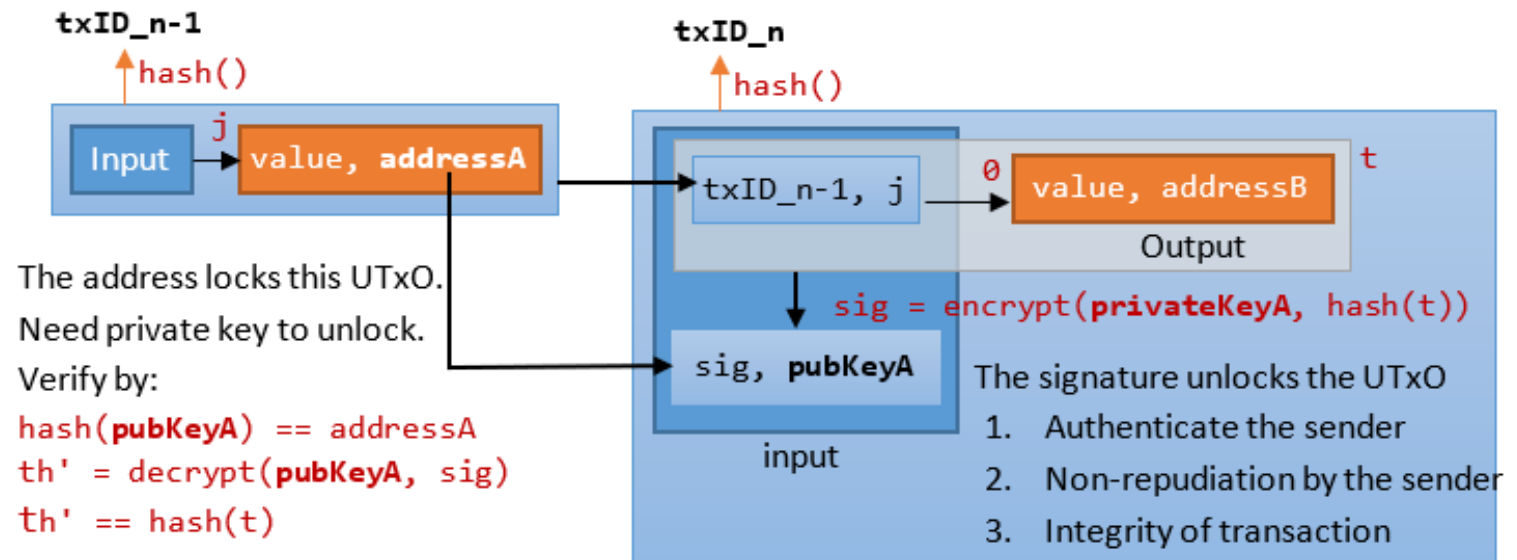 txID_n-1
hash()
Input
j
value, addressA
The address locks this UTxO.
Need private key to unlock.
Verify by:
hash(pubKeyA) == addressA
th' = decrypt(pubKeyA, sig)
th' == hash(t)
txID_n
hash()
txID_n-1, j
0
value, addressB
t
Output
sig = encrypt(privateKeyA, hash(t))
sig, pubKeyA
input
The signature unlocks the UTxO
1. Authenticate the sender
2. Non-repudiation by the sender
3. Integrity of transaction